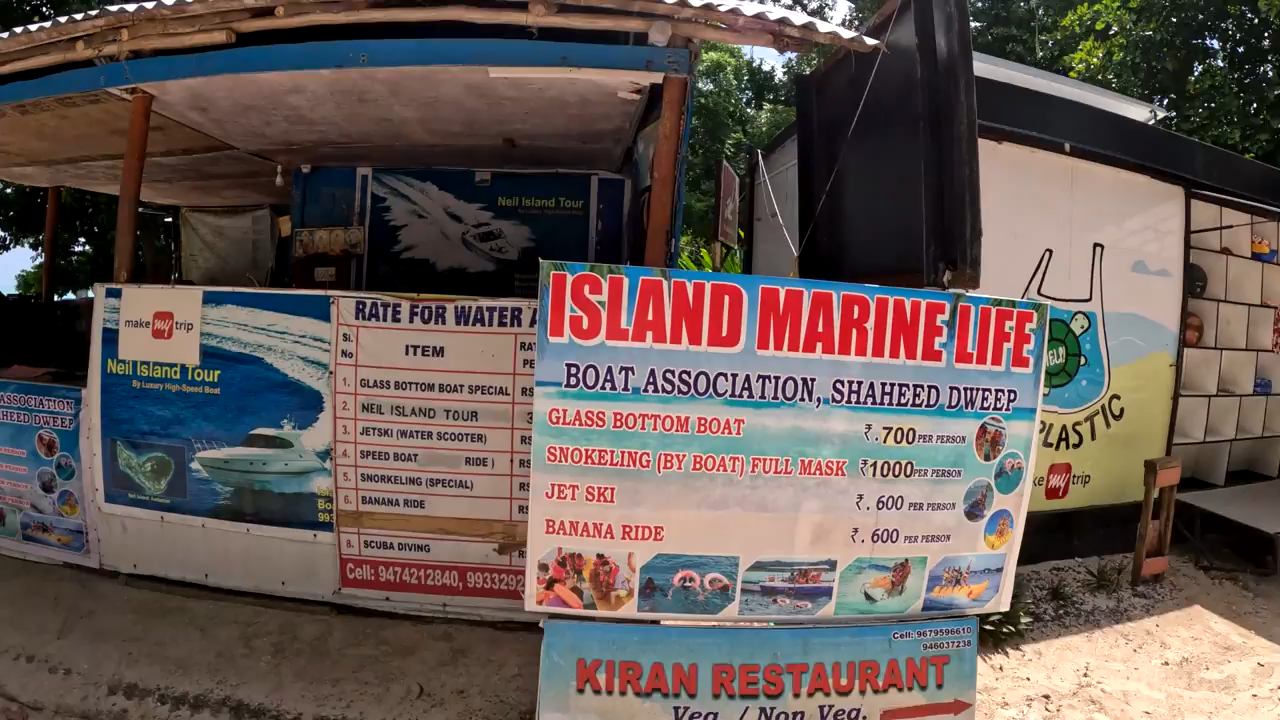 Neil Island Tour
make my trip
Neil Island Tour
By Luxury High-Speed Boat
ASSOCIATION
AHEED DWEEP
RATE FOR WATER A
Sl. No
ITEM
1. GLASS BOTTOM BOAT SPECIAL
2. NEIL ISLAND TOUR
3. JETSKI (WATER SCOOTER)
4. SPEED BOAT RIDE )
5. SNORKELING (SPECIAL)
6. BANANA RIDE
8. SCUBA DIVING
Cell: 9474212840, 9933292
ISLAND MARINE LIFE
BOAT ASSOCIATION, SHAHEED DWEEP
GLASS BOTTOM BOAT ₹.700 PER PERSON
SNOKELING (BY BOAT) FULL MASK ₹1000 PER PERSON
JET SKI ₹. 600 PER PERSON
BANANA RIDE ₹. 600 PER PERSON
Cell: 9679596610
946037238
KIRAN RESTAURANT
Veg. / Non Veg.
PLASTIC
ke my trip